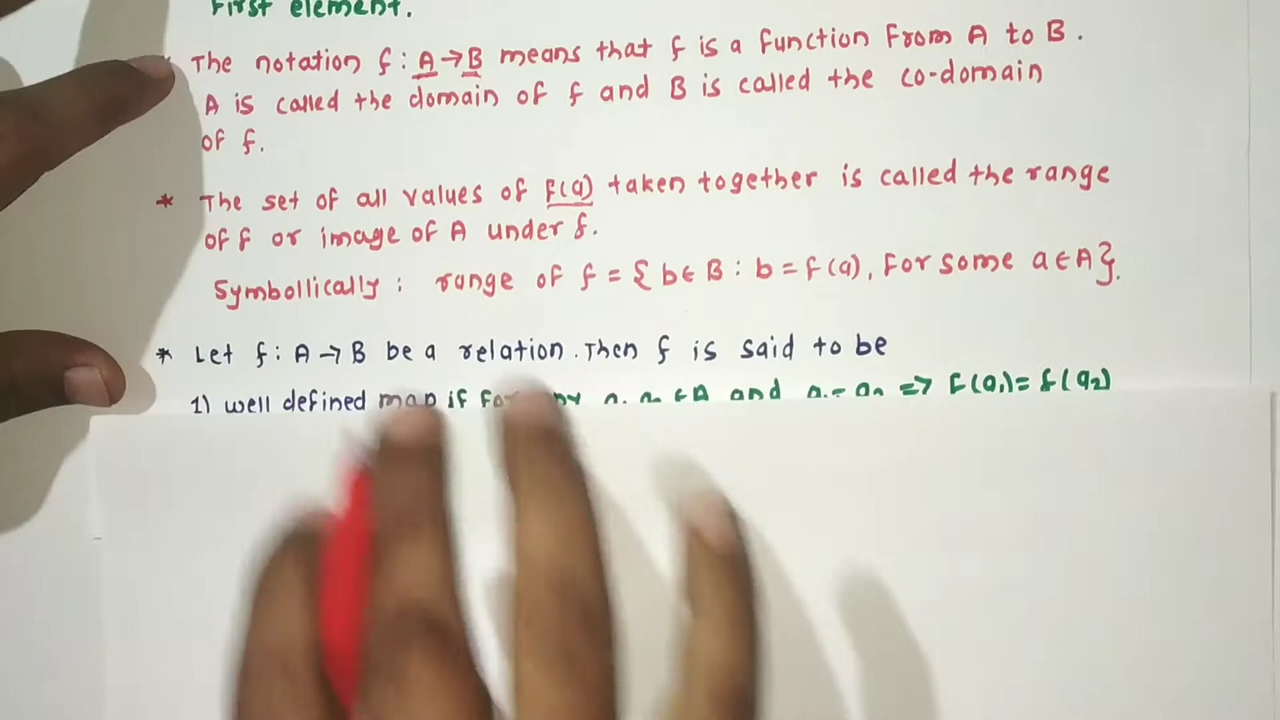 First element.
* The notation f : A → B means that f is a function from A to B.
A is called the domain of f and B is called the co-domain
of f.
* The set of all values of f(a) taken together is called the range
of f or image of A under f.
Symbollically : range of f = { b ∈ B : b = f(a), for some a ∈ A }.
* Let f : A → B be a relation. Then f is said to be
1) well defined map if ∈ A and ⇒ f(a₁) = f(a₂)